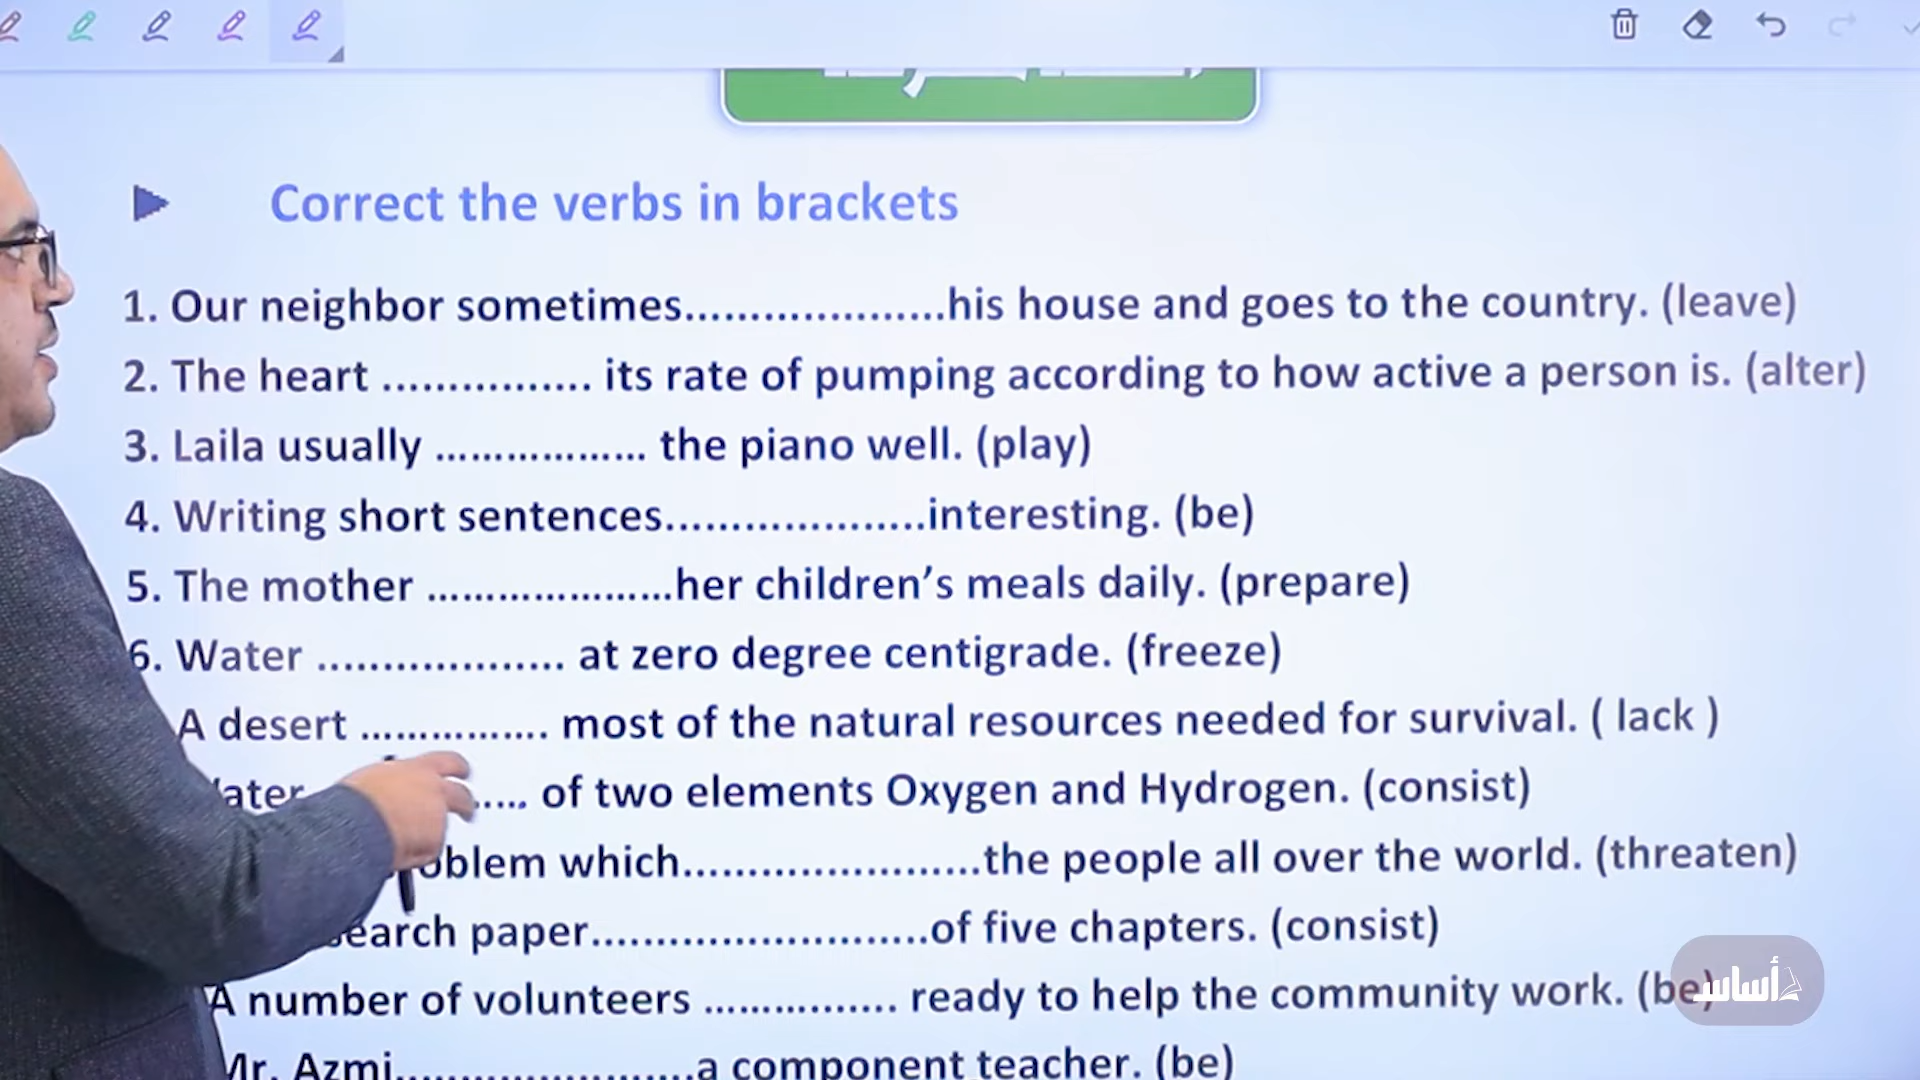 Correct the verbs in brackets
1. Our neighbor sometimes....................his house and goes to the country. (leave)
2. The heart ................ its rate of pumping according to how active a person is. (alter)
3. Laila usually .................. the piano well. (play)
4. Writing short sentences....................interesting. (be)
5. The mother .....................her children's meals daily. (prepare)
6. Water ................... at zero degree centigrade. (freeze)
A desert ................ most of the natural resources needed for survival. ( lack )
..... of two elements Oxygen and Hydrogen. (consist)
which.......................the people all over the world. (threaten)
paper..........................of five chapters. (consist)
A number of volunteers ................ ready to help the community work. (be)
Mr. Azmi.......................a component teacher. (be)
أساس